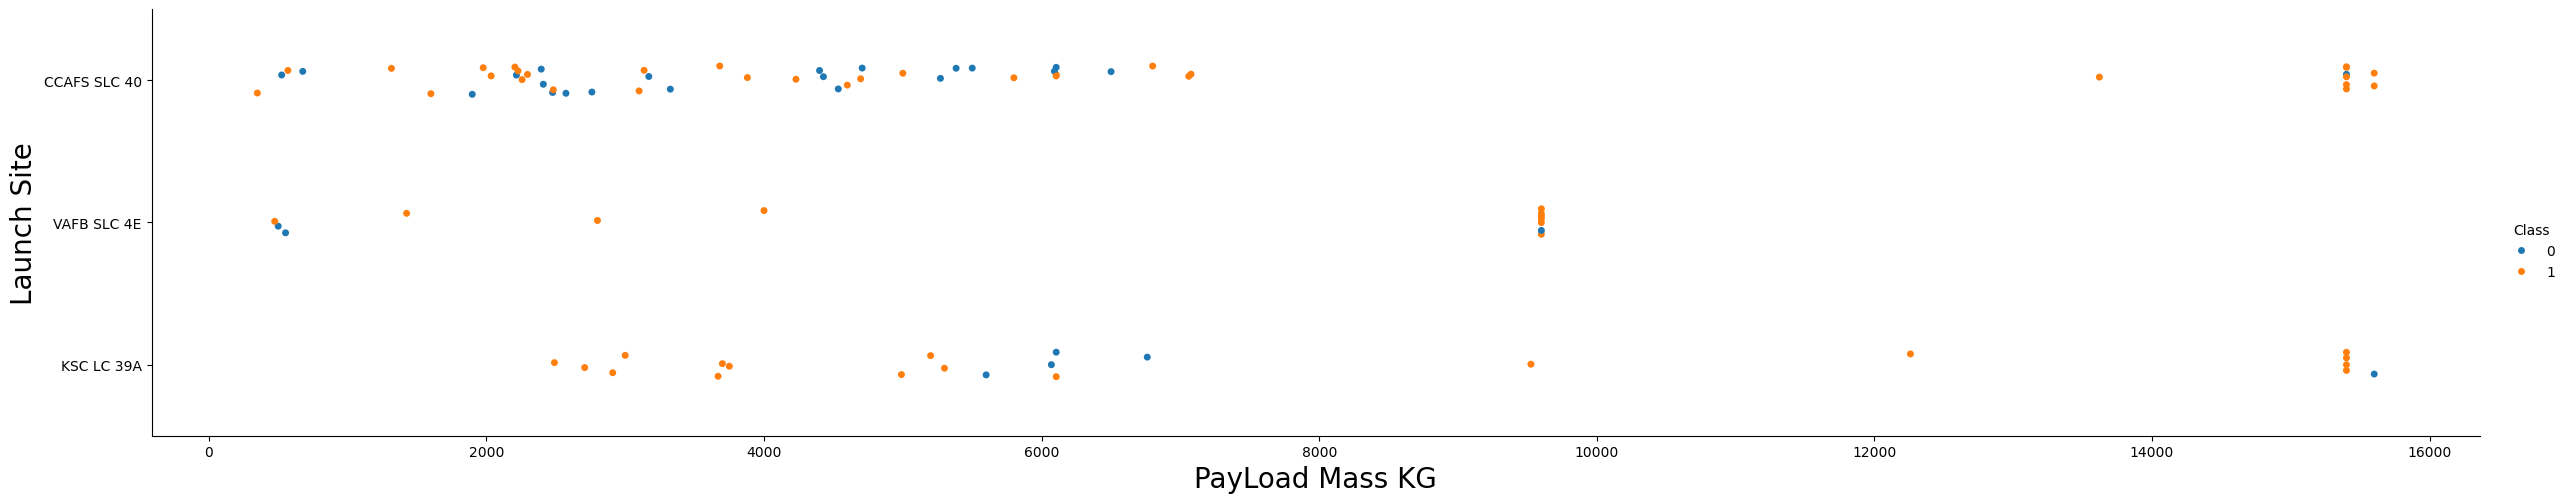 Launch Site
CCAFS SLC 40
VAFB SLC 4E
KSC LC 39A
0 2000 4000 6000 8000 10000 12000 14000 16000
PayLoad Mass KG
Class
0
1